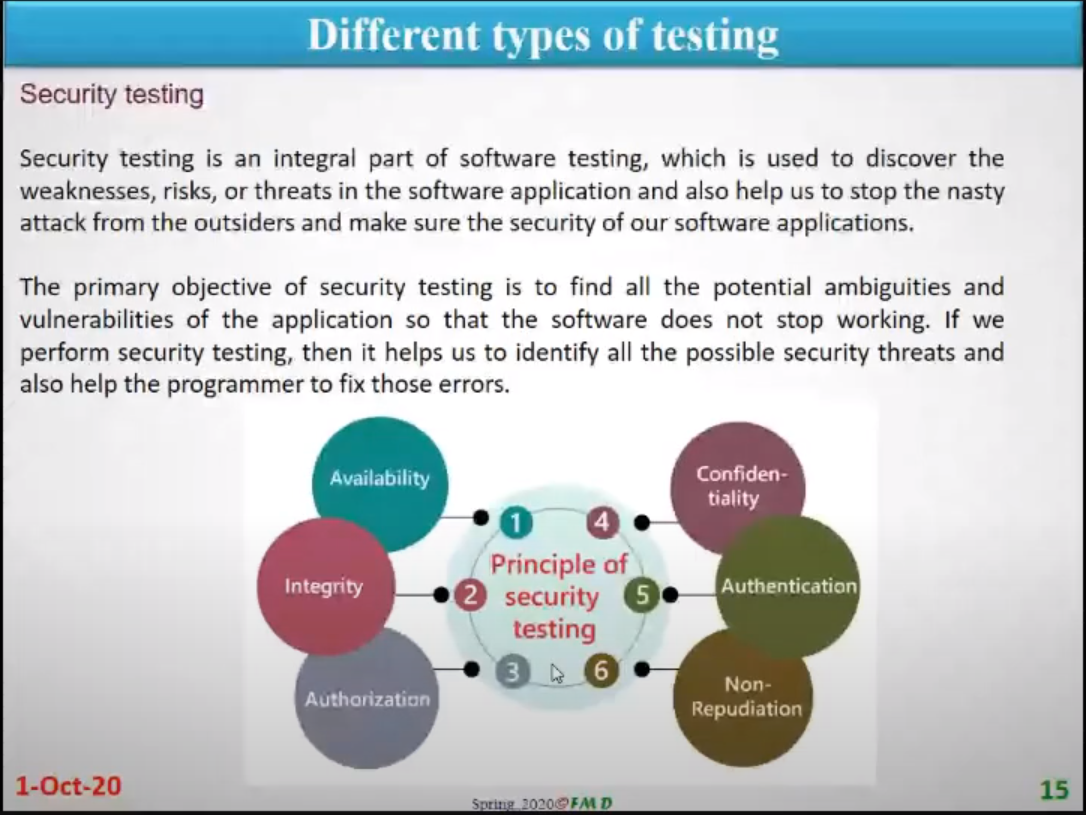 Different types of testing
Security testing
Security testing is an integral part of software testing, which is used to discover the
weaknesses, risks, or threats in the software application and also help us to stop the nasty
attack from the outsiders and make sure the security of our software applications.
The primary objective of security testing is to find all the potential ambiguities and
vulnerabilities of the application so that the software does not stop working. If we
perform security testing, then it helps us to identify all the possible security threats and
also help the programmer to fix those errors.
Availability
Integrity
Authorization
1
2
3
Principle of
security
testing
4
5
6
Confiden-
tiality
Authentication
Non-
Repudiation
1-Oct-20
Spring_2020©FMD
15